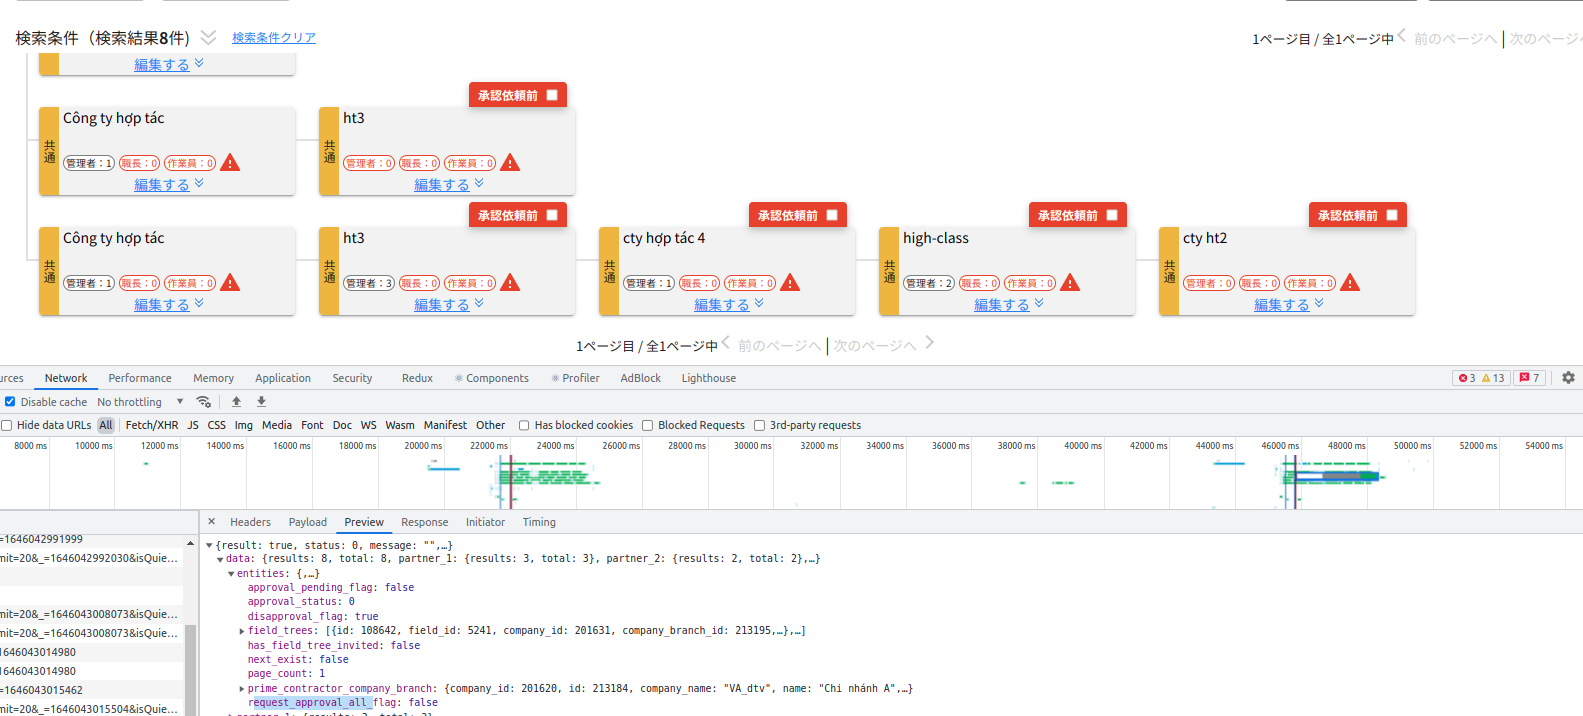 検索条件（検索結果8件） 検索条件クリア 1ページ目 / 全1ページ中 前のページへ | 次のページへ
編集する
承認依頼前
共通 Công ty hợp tác 共通 ht3
管理者：1 職長：0 作業員：0 管理者：0 職長：0 作業員：0
編集する 編集する
承認依頼前 承認依頼前 承認依頼前 承認依頼前
共通 Công ty hợp tác 共通 ht3 共通 cty hợp tác 4 共通 high-class 共通 cty ht2
管理者：1 職長：0 作業員：0 管理者：3 職長：0 作業員：0 管理者：1 職長：0 作業員：0 管理者：2 職長：0 作業員：0 管理者：0 職長：0 作業員：0
編集する 編集する 編集する 編集する 編集する
1ページ目 / 全1ページ中 前のページへ | 次のページへ
urces Network Performance Memory Application Security Redux Components Profiler AdBlock Lighthouse 3 13 7
Disable cache No throttling
Hide data URLs All Fetch/XHR JS CSS Img Media Font Doc WS Wasm Manifest Other Has blocked cookies Blocked Requests 3rd-party requests
8000 ms 10000 ms 12000 ms 14000 ms 16000 ms 18000 ms 20000 ms 22000 ms 24000 ms 26000 ms 28000 ms 30000 ms 32000 ms 34000 ms 36000 ms 38000 ms 40000 ms 42000 ms 44000 ms 46000 ms 48000 ms 50000 ms 52000 ms 54000 ms
× Headers Payload Preview Response Initiator Timing
=1646042991999
mit=20&_=1646042992030&isQuie...
mit=20&_=1646043008073&isQuie...
mit=20&_=1646043008073&isQuie...
1646043014980
1646043014980
=1646043015462
mit=20&_=1646043015504&isQuie...
{result: true, status: 0, message: "",…}
data: {results: 8, total: 8, partner_1: {results: 3, total: 3}, partner_2: {results: 2, total: 2},…}
entities: {,…}
approval_pending_flag: false
approval_status: 0
disapproval_flag: true
field_trees: [{id: 108642, field_id: 5241, company_id: 201631, company_branch_id: 213195,…},…]
has_field_tree_invited: false
next_exist: false
page_count: 1
prime_contractor_company_branch: {company_id: 201620, id: 213184, company_name: "VA_dtv", name: "Chi nhánh A",…}
request_approval_all_flag: false
partner_1: {results: 3, total: 3}